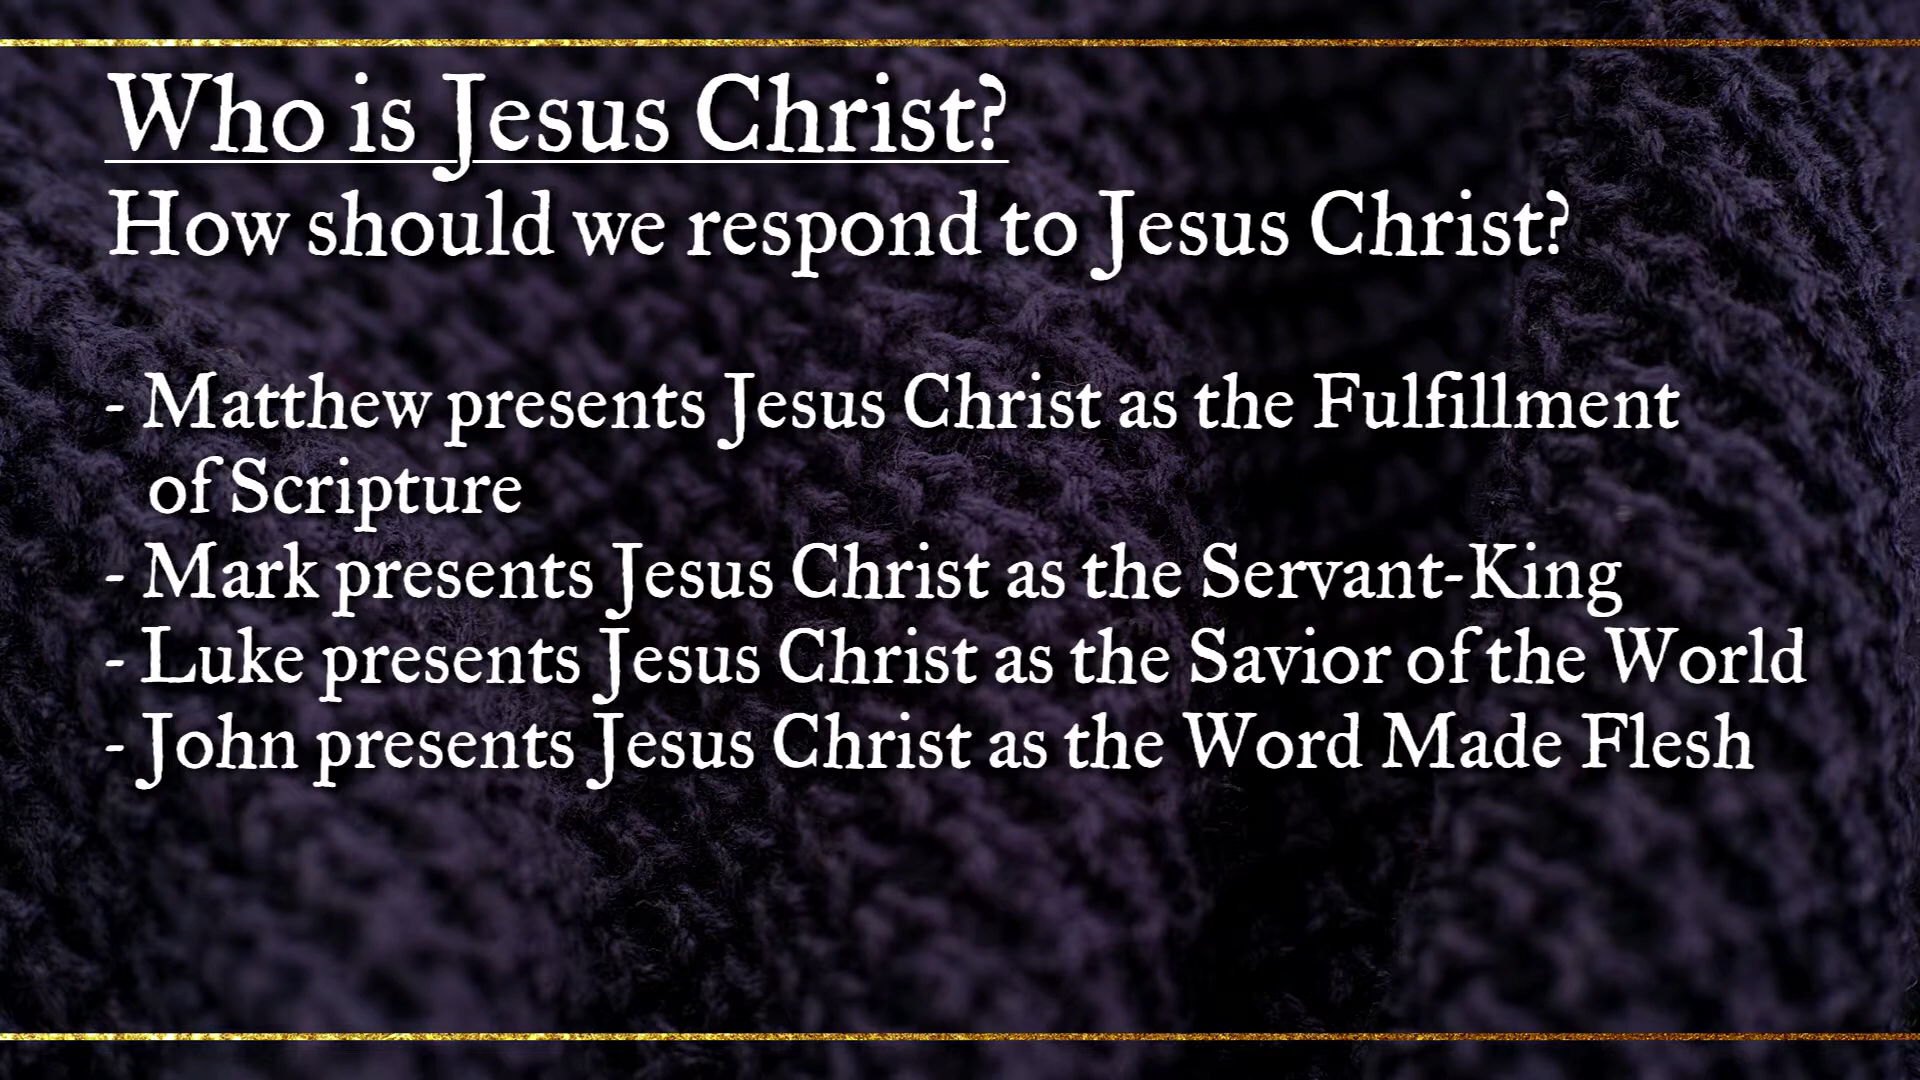 Who is Jesus Christ?
How should we respond to Jesus Christ?
- Matthew presents Jesus Christ as the Fulfillment
of Scripture
- Mark presents Jesus Christ as the Servant-King
- Luke presents Jesus Christ as the Savior of the World
- John presents Jesus Christ as the Word Made Flesh